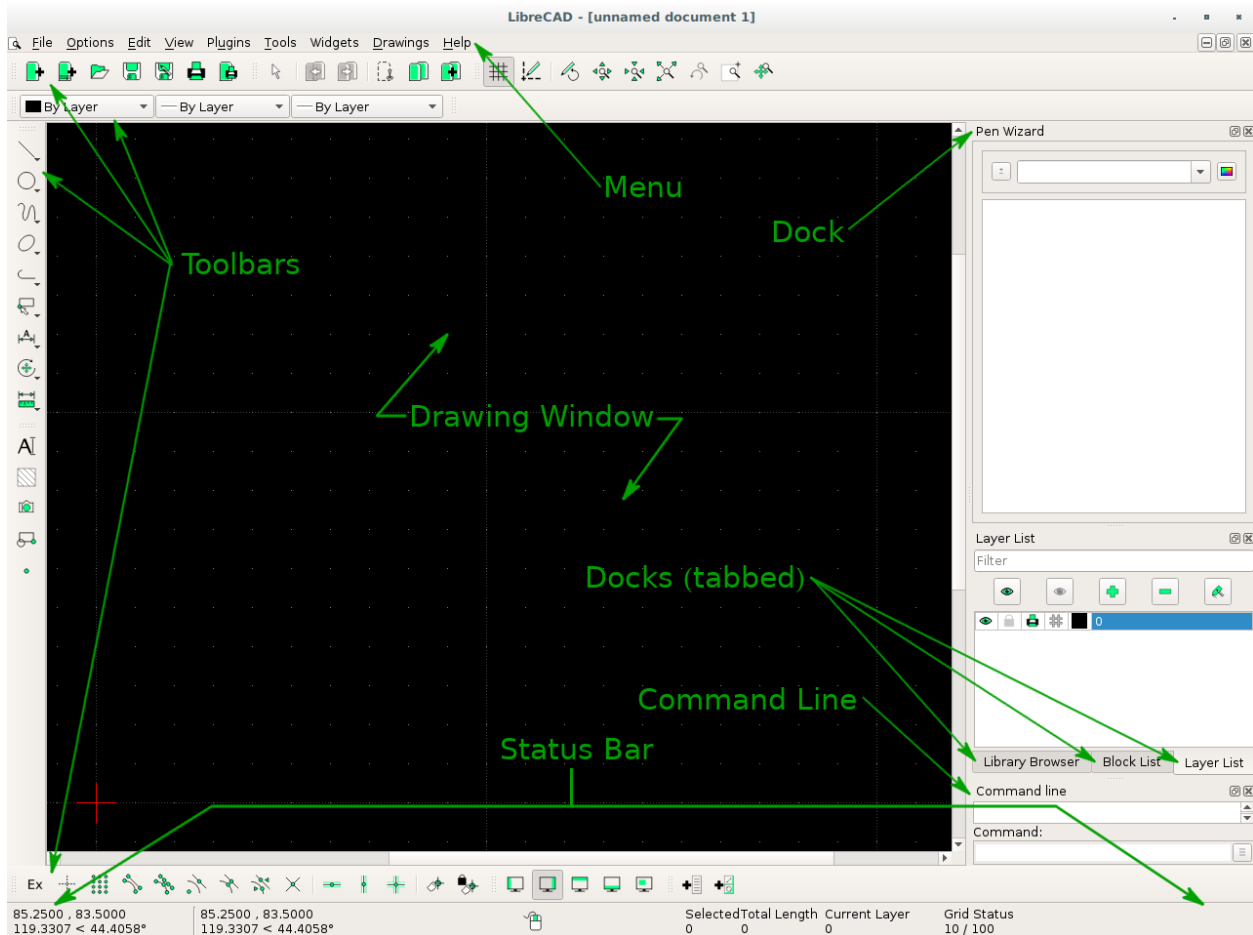 LibreCAD - [unnamed document 1]
File Options Edit View Plugins Tools Widgets Drawings Help
By Layer By Layer By Layer
Pen Wizard
Menu
Dock
Toolbars
Drawing Window
A
Layer List
Filter
Docks (tabbed)
0
Command Line
Status Bar
Library Browser Block List Layer List
Command line
Command:
Ex
85.2500 , 83.5000 85.2500 , 83.5000 Selected Total Length Current Layer Grid Status
119.3307 < 44.4058° 119.3307 < 44.4058° 0 0 0 10 / 100